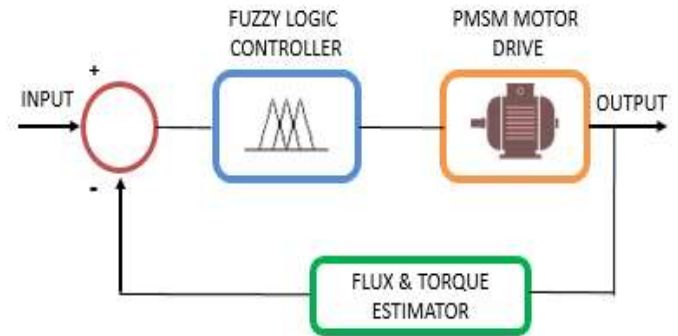 FUZZY LOGIC
CONTROLLER
PMSM MOTOR
DRIVE
+
INPUT
OUTPUT
-
FLUX & TORQUE
ESTIMATOR